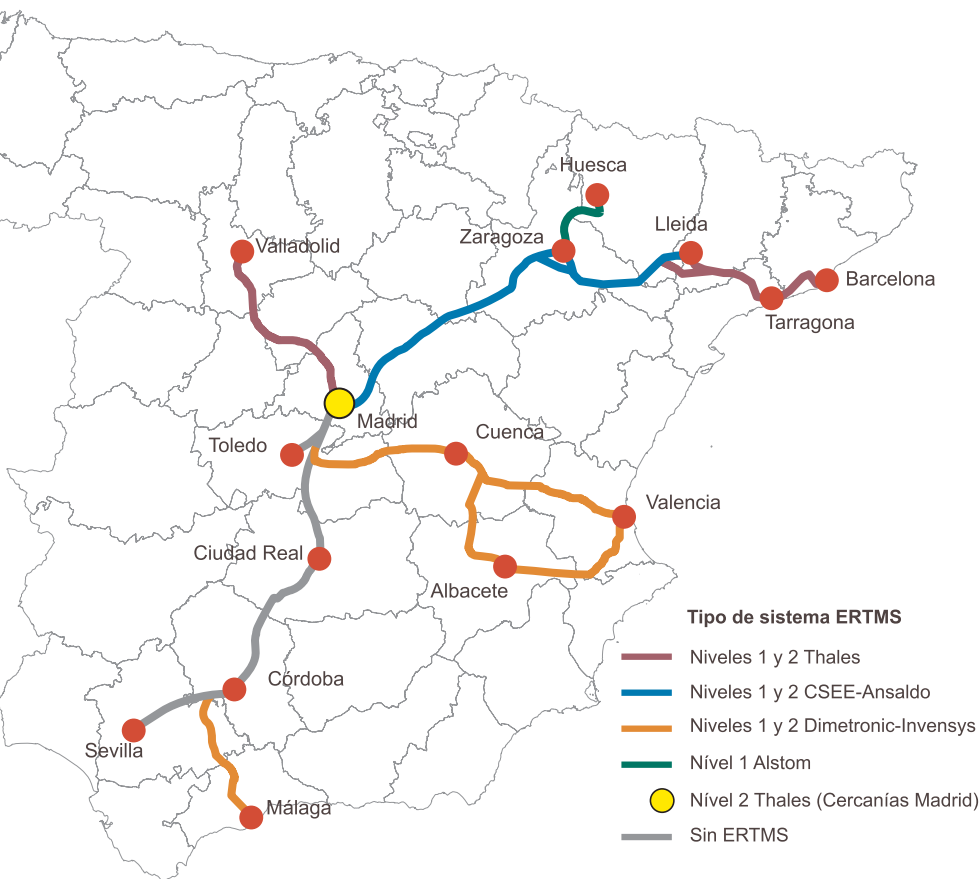 Huesca
Lleida
Zaragoza
Valladolid
Barcelona
Tarragona
Madrid
Toledo
Cuenca
Valencia
Ciudad Real
Albacete
Córdoba
Sevilla
Málaga
Tipo de sistema ERTMS
Niveles 1 y 2 Thales
Niveles 1 y 2 CSEE-Ansaldo
Niveles 1 y 2 Dimetronic-Invensys
Nível 1 Alstom
Nível 2 Thales (Cercanías Madrid)
Sin ERTMS